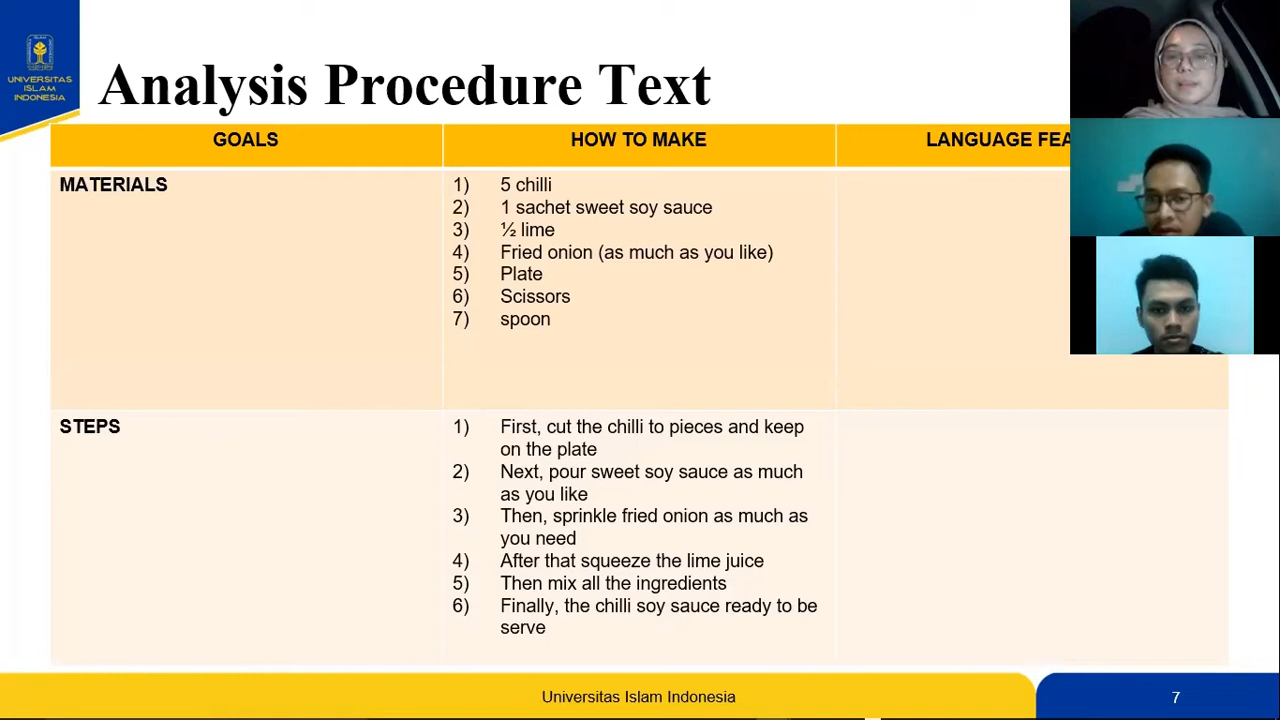 UNIVERSITAS
ISLAM
INDONESIA
Analysis Procedure Text
GOALS
HOW TO MAKE
LANGUAGE FEA
MATERIALS
1) 5 chilli
2) 1 sachet sweet soy sauce
3) ½ lime
4) Fried onion (as much as you like)
5) Plate
6) Scissors
7) spoon
STEPS
1) First, cut the chilli to pieces and keep
on the plate
2) Next, pour sweet soy sauce as much
as you like
3) Then, sprinkle fried onion as much as
you need
4) After that squeeze the lime juice
5) Then mix all the ingredients
6) Finally, the chilli soy sauce ready to be
serve
Universitas Islam Indonesia
7